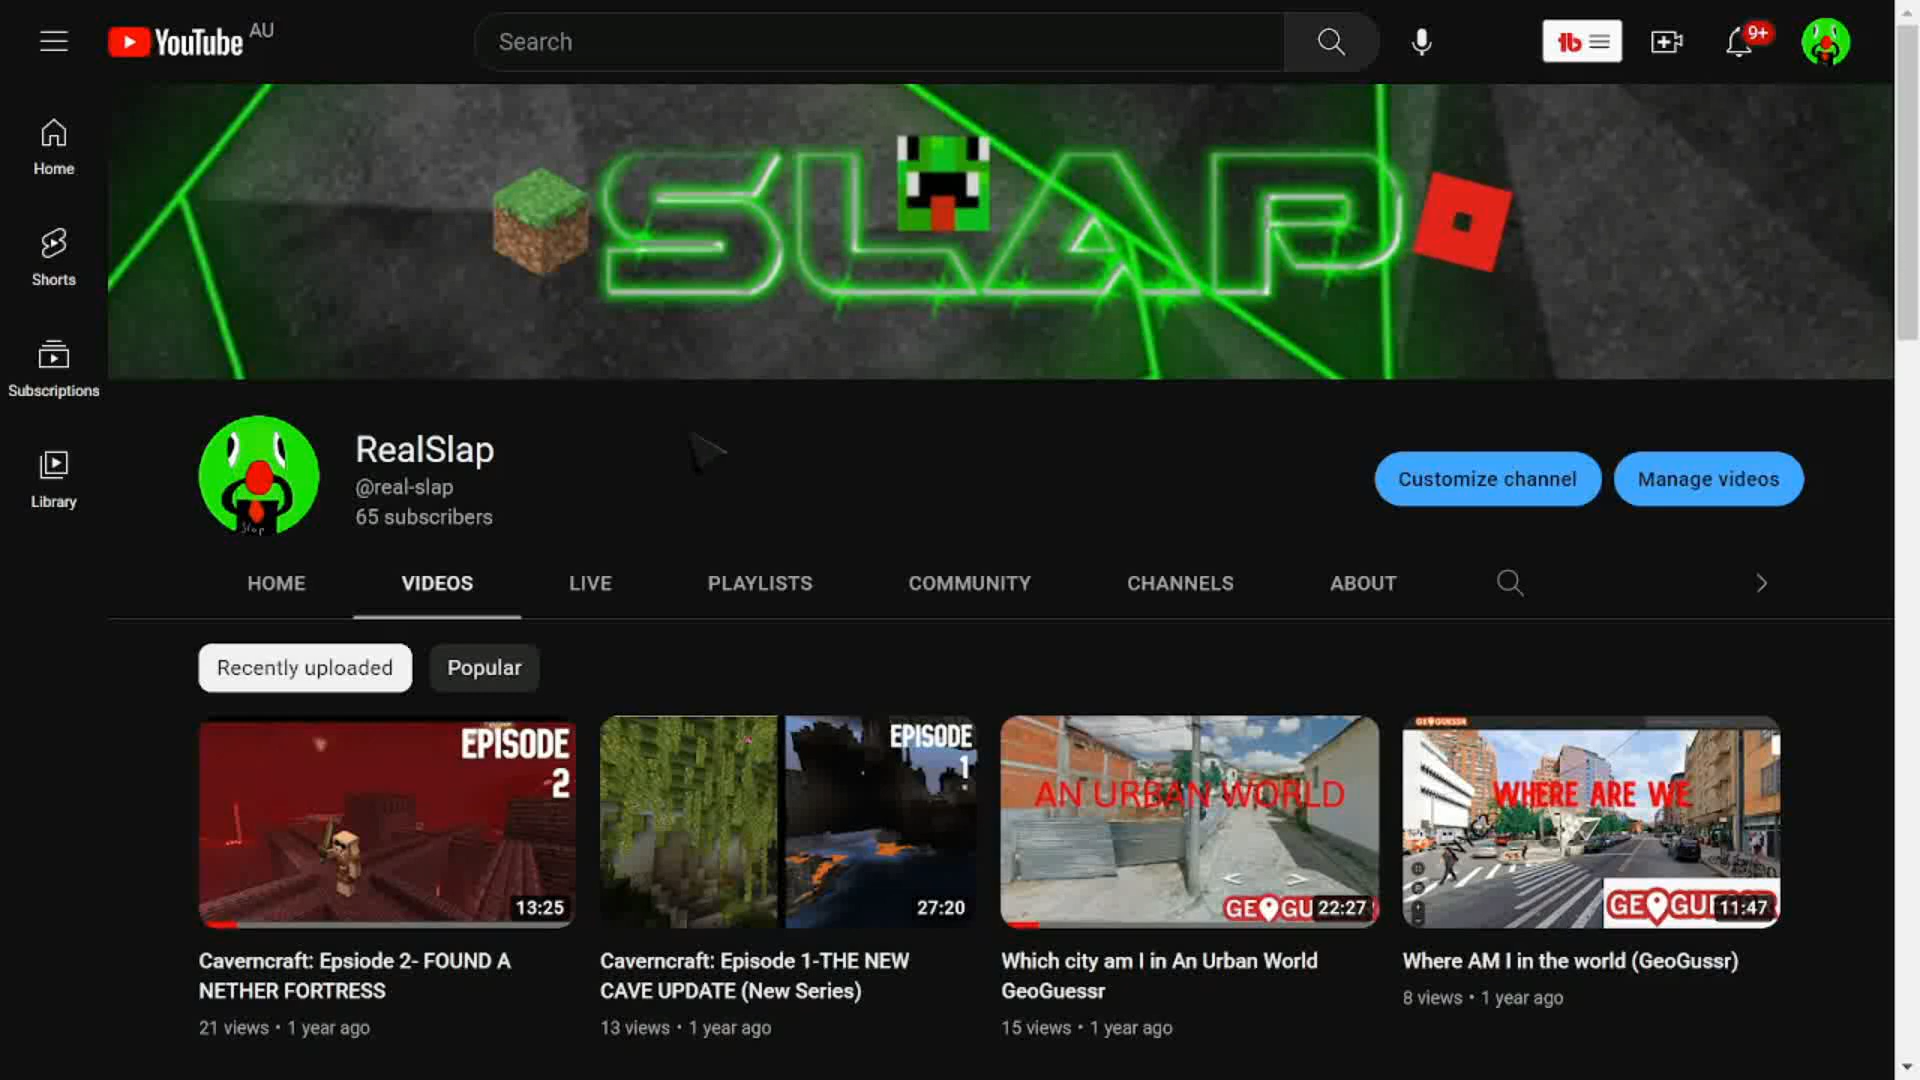 YouTube AU
Search
9+
Home
Shorts
Subscriptions
Library
SLAP
RealSlap
@real-slap
65 subscribers
Customize channel
Manage videos
HOME
VIDEOS
LIVE
PLAYLISTS
COMMUNITY
CHANNELS
ABOUT
Recently uploaded
Popular
EPISODE
2
13:25
EPISODE
1
27:20
AN URBAN WORLD
22:27
GEOGUESSR
WHERE ARE WE
11:47
Caverncraft: Epsiode 2- FOUND A
NETHER FORTRESS
21 views • 1 year ago
Caverncraft: Episode 1-THE NEW
CAVE UPDATE (New Series)
13 views • 1 year ago
Which city am I in An Urban World
GeoGuessr
15 views • 1 year ago
Where AM I in the world (GeoGussr)
8 views • 1 year ago